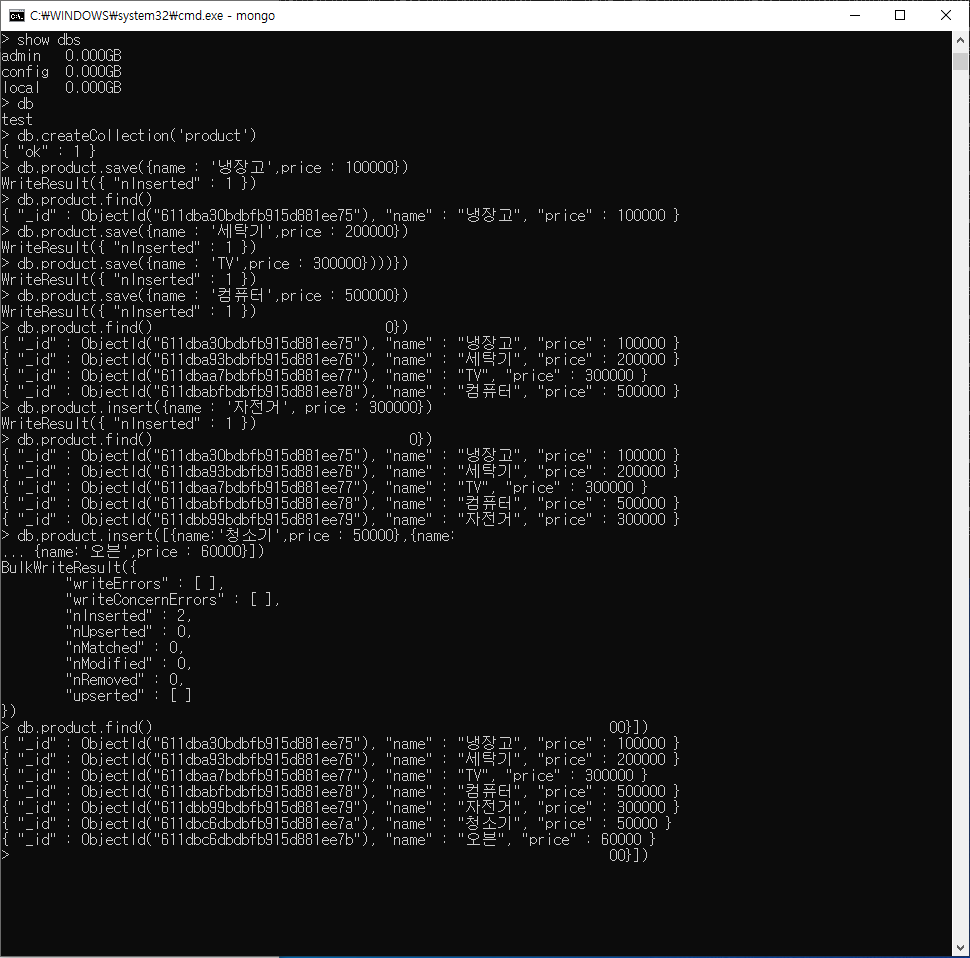 C:₩WINDOWS₩system32₩cmd.exe - mongo
> show dbs
admin   0.000GB
config  0.000GB
local   0.000GB
> db
test
> db.createCollection('product')
{ "ok" : 1 }
> db.product.save({name : '냉장고',price : 100000})
WriteResult({ "nInserted" : 1 })
> db.product.find()
{ "_id" : ObjectId("611dba30bdbfb915d881ee75"), "name" : "냉장고", "price" : 100000 }
> db.product.save({name : '세탁기',price : 200000})
WriteResult({ "nInserted" : 1 })
> db.product.save({name : 'TV',price : 300000})))})
WriteResult({ "nInserted" : 1 })
> db.product.save({name : '컴퓨터',price : 500000})
WriteResult({ "nInserted" : 1 })
> db.product.find()                             0})
{ "_id" : ObjectId("611dba30bdbfb915d881ee75"), "name" : "냉장고", "price" : 100000 }
{ "_id" : ObjectId("611dba93bdbfb915d881ee76"), "name" : "세탁기", "price" : 200000 }
{ "_id" : ObjectId("611dbaa7bdbfb915d881ee77"), "name" : "TV", "price" : 300000 }
{ "_id" : ObjectId("611dbabfbdbfb915d881ee78"), "name" : "컴퓨터", "price" : 500000 }
> db.product.insert({name : '자전거', price : 300000})
WriteResult({ "nInserted" : 1 })
> db.product.find()                                0})
{ "_id" : ObjectId("611dba30bdbfb915d881ee75"), "name" : "냉장고", "price" : 100000 }
{ "_id" : ObjectId("611dba93bdbfb915d881ee76"), "name" : "세탁기", "price" : 200000 }
{ "_id" : ObjectId("611dbaa7bdbfb915d881ee77"), "name" : "TV", "price" : 300000 }
{ "_id" : ObjectId("611dbabfbdbfb915d881ee78"), "name" : "컴퓨터", "price" : 500000 }
{ "_id" : ObjectId("611dbb99bdbfb915d881ee79"), "name" : "자전거", "price" : 300000 }
> db.product.insert([{name:'청소기',price : 50000},{name:
... {name:'오븐',price : 60000}])
BulkWriteResult({
        "writeErrors" : [ ],
        "writeConcernErrors" : [ ],
        "nInserted" : 2,
        "nUpserted" : 0,
        "nMatched" : 0,
        "nModified" : 0,
        "nRemoved" : 0,
        "upserted" : [ ]
})
> db.product.find()                                                         00}])
{ "_id" : ObjectId("611dba30bdbfb915d881ee75"), "name" : "냉장고", "price" : 100000 }
{ "_id" : ObjectId("611dba93bdbfb915d881ee76"), "name" : "세탁기", "price" : 200000 }
{ "_id" : ObjectId("611dbaa7bdbfb915d881ee77"), "name" : "TV", "price" : 300000 }
{ "_id" : ObjectId("611dbabfbdbfb915d881ee78"), "name" : "컴퓨터", "price" : 500000 }
{ "_id" : ObjectId("611dbb99bdbfb915d881ee79"), "name" : "자전거", "price" : 300000 }
{ "_id" : ObjectId("611dbc6dbdbfb915d881ee7a"), "name" : "청소기", "price" : 50000 }
{ "_id" : ObjectId("611dbc6dbdbfb915d881ee7b"), "name" : "오븐", "price" : 60000 }
>                                                                           00}])